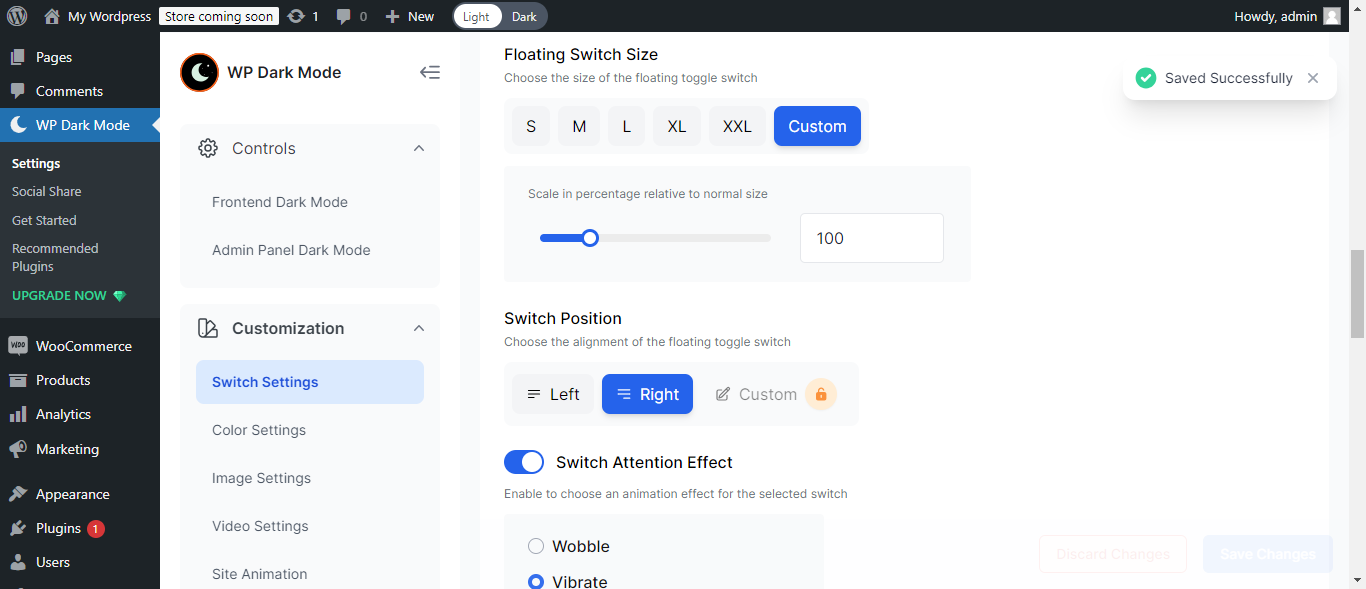 My Wordpress
Store coming soon
1
0
New
Light
Dark
Howdy, admin
Pages
Comments
WP Dark Mode
Settings
Social Share
Get Started
Recommended
Plugins
UPGRADE NOW
WOO
WooCommerce
Products
Analytics
Marketing
Appearance
Plugins 1
Users
WP Dark Mode
Controls
Frontend Dark Mode
Admin Panel Dark Mode
Customization
Switch Settings
Color Settings
Image Settings
Video Settings
Site Animation
Floating Switch Size
Choose the size of the floating toggle switch
S
M
L
XL
XXL
Custom
Scale in percentage relative to normal size
100
Switch Position
Choose the alignment of the floating toggle switch
Left
Right
Custom
Switch Attention Effect
Enable to choose an animation effect for the selected switch
Wobble
Vibrate
Saved Successfully
Discard Changes
Save Changes